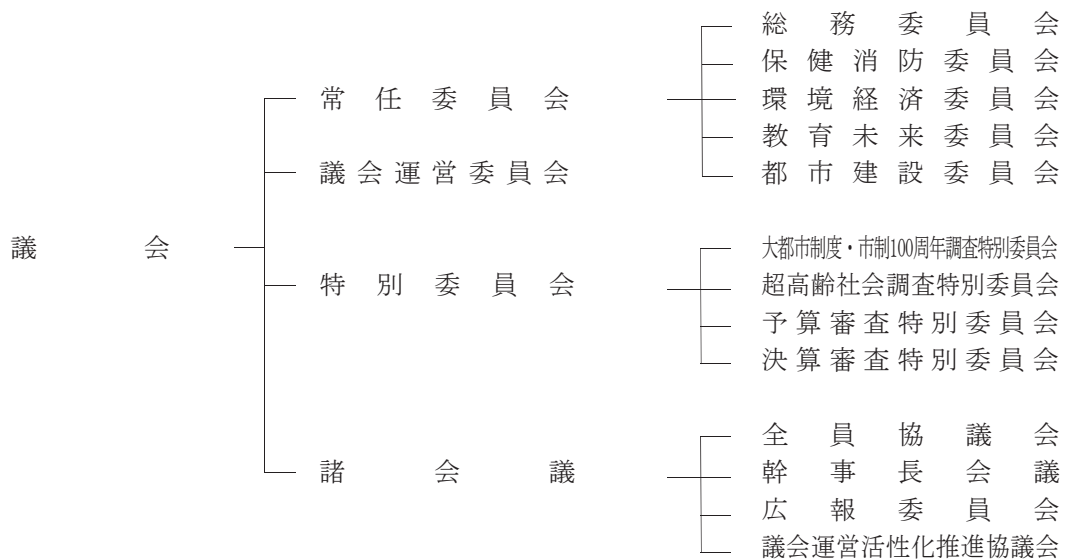 議会
常任委員会
総務委員会
保健消防委員会
環境経済委員会
教育未来委員会
都市建設委員会
議会運営委員会
特別委員会
大都市制度・市制100周年調査特別委員会
超高齢社会調査特別委員会
予算審査特別委員会
決算審査特別委員会
諸会議
全員協議会
幹事長会議
広報委員会
議会運営活性化推進協議会